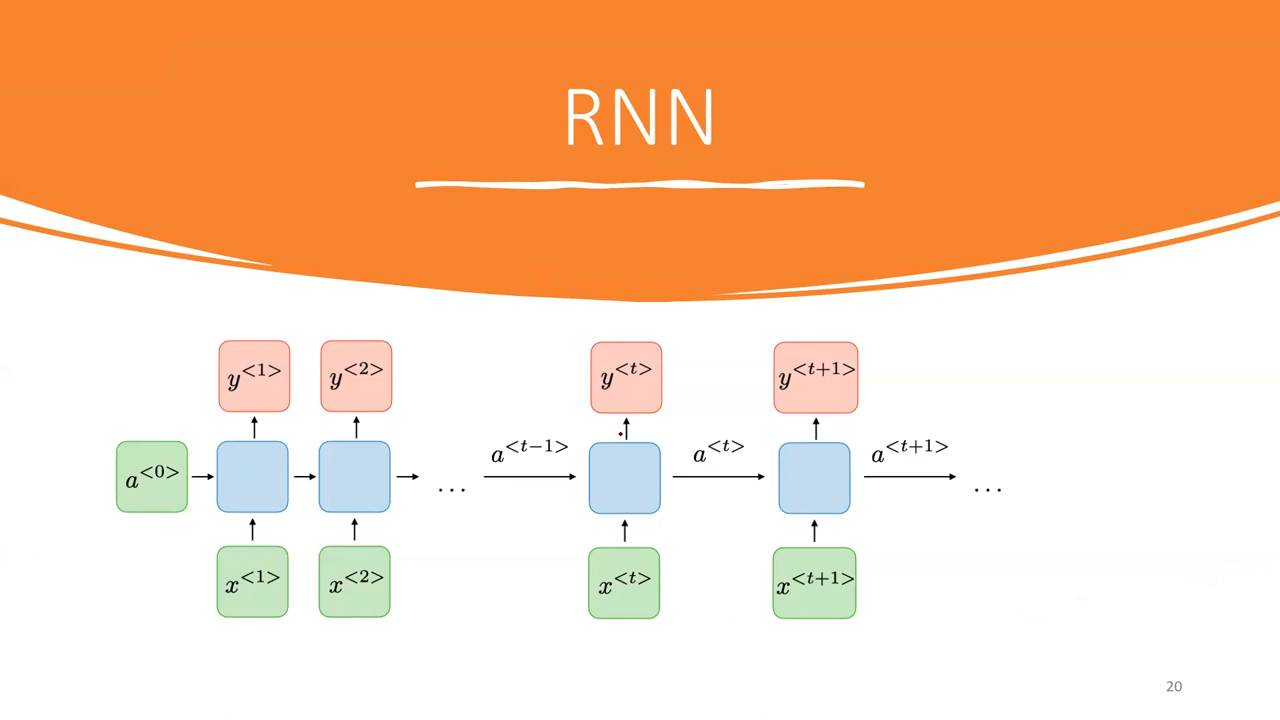 RNN
y<1> y<2> y<t> y<t+1>
a<0> ... a<t−1> a<t> a<t+1> ...
x<1> x<2> x<t> x<t+1>
20